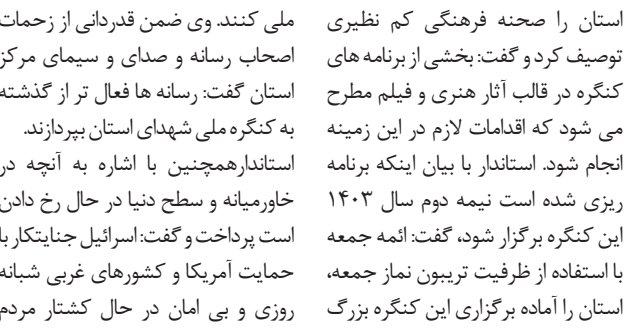 استان را صحنه فرهنگی کم نظیری
توصیف کرد و گفت: بخشی از برنامه های
کنگره در قالب آثار هنری و فیلم مطرح
می شود که اقدامات لازم در این زمینه
انجام شود. استاندار با بیان اینکه برنامه
ریزی شده است نیمه دوم سال ۱۴۰۳
این کنگره برگزار شود، گفت: ائمه جمعه
با استفاده از ظرفیت تریبون نماز جمعه،
استان را آماده برگزاری این کنگره بزرگ
ملی کنند. وی ضمن قدردانی از زحمات
اصحاب رسانه و صدای و سیمای مرکز
استان گفت: رسانه ها فعال تر از گذشته
به کنگره ملی شهدای استان بپردازند.
استاندارهمچنین با اشاره به آنچه در
خاورمیانه و سطح دنیا در حال رخ دادن
است پرداخت و گفت: اسرائیل جنایتکار با
حمایت آمریکا و کشورهای غربی شبانه
روزی و بی امان در حال کشتار مردم